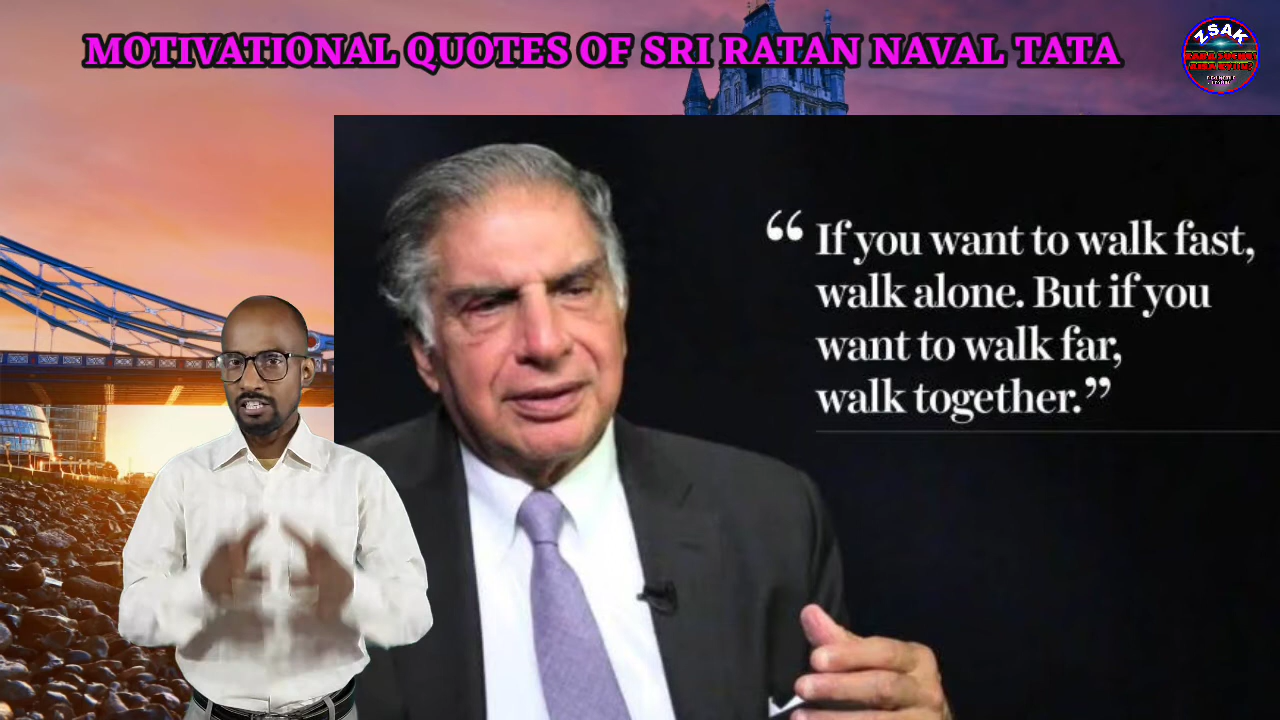 MOTIVATIONAL QUOTES OF SRI RATAN NAVAL TATA
ZSAK
“If you want to walk fast,
walk alone. But if you
want to walk far,
walk together.”